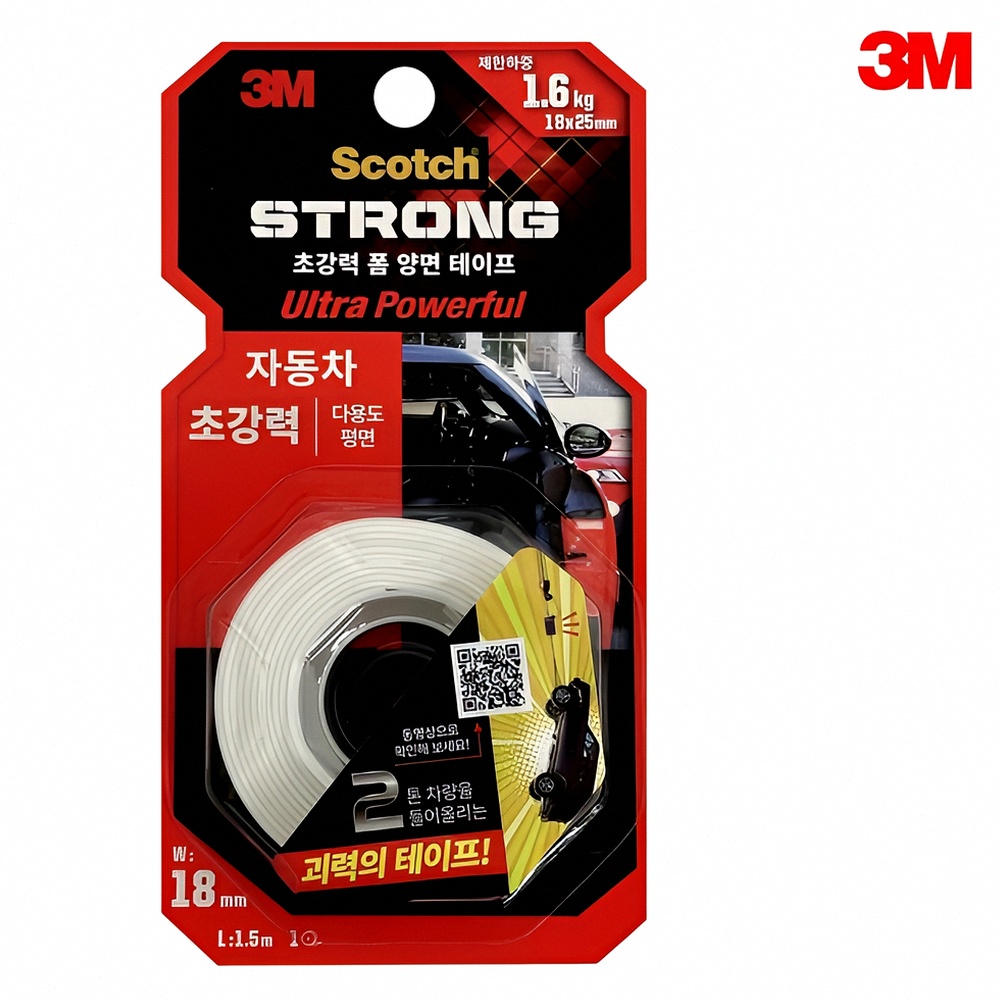 3M
3M
제한하중
1.6 kg
18x25mm
Scotch
STRONG
초강력 폼 양면 테이프
Ultra Powerful
자동차
초강력
다용도
평면
동영상으로
확인해 보세요!
2톤 차량을
들어올리는
괴력의 테이프!
W:
18 mm
L:1.5m